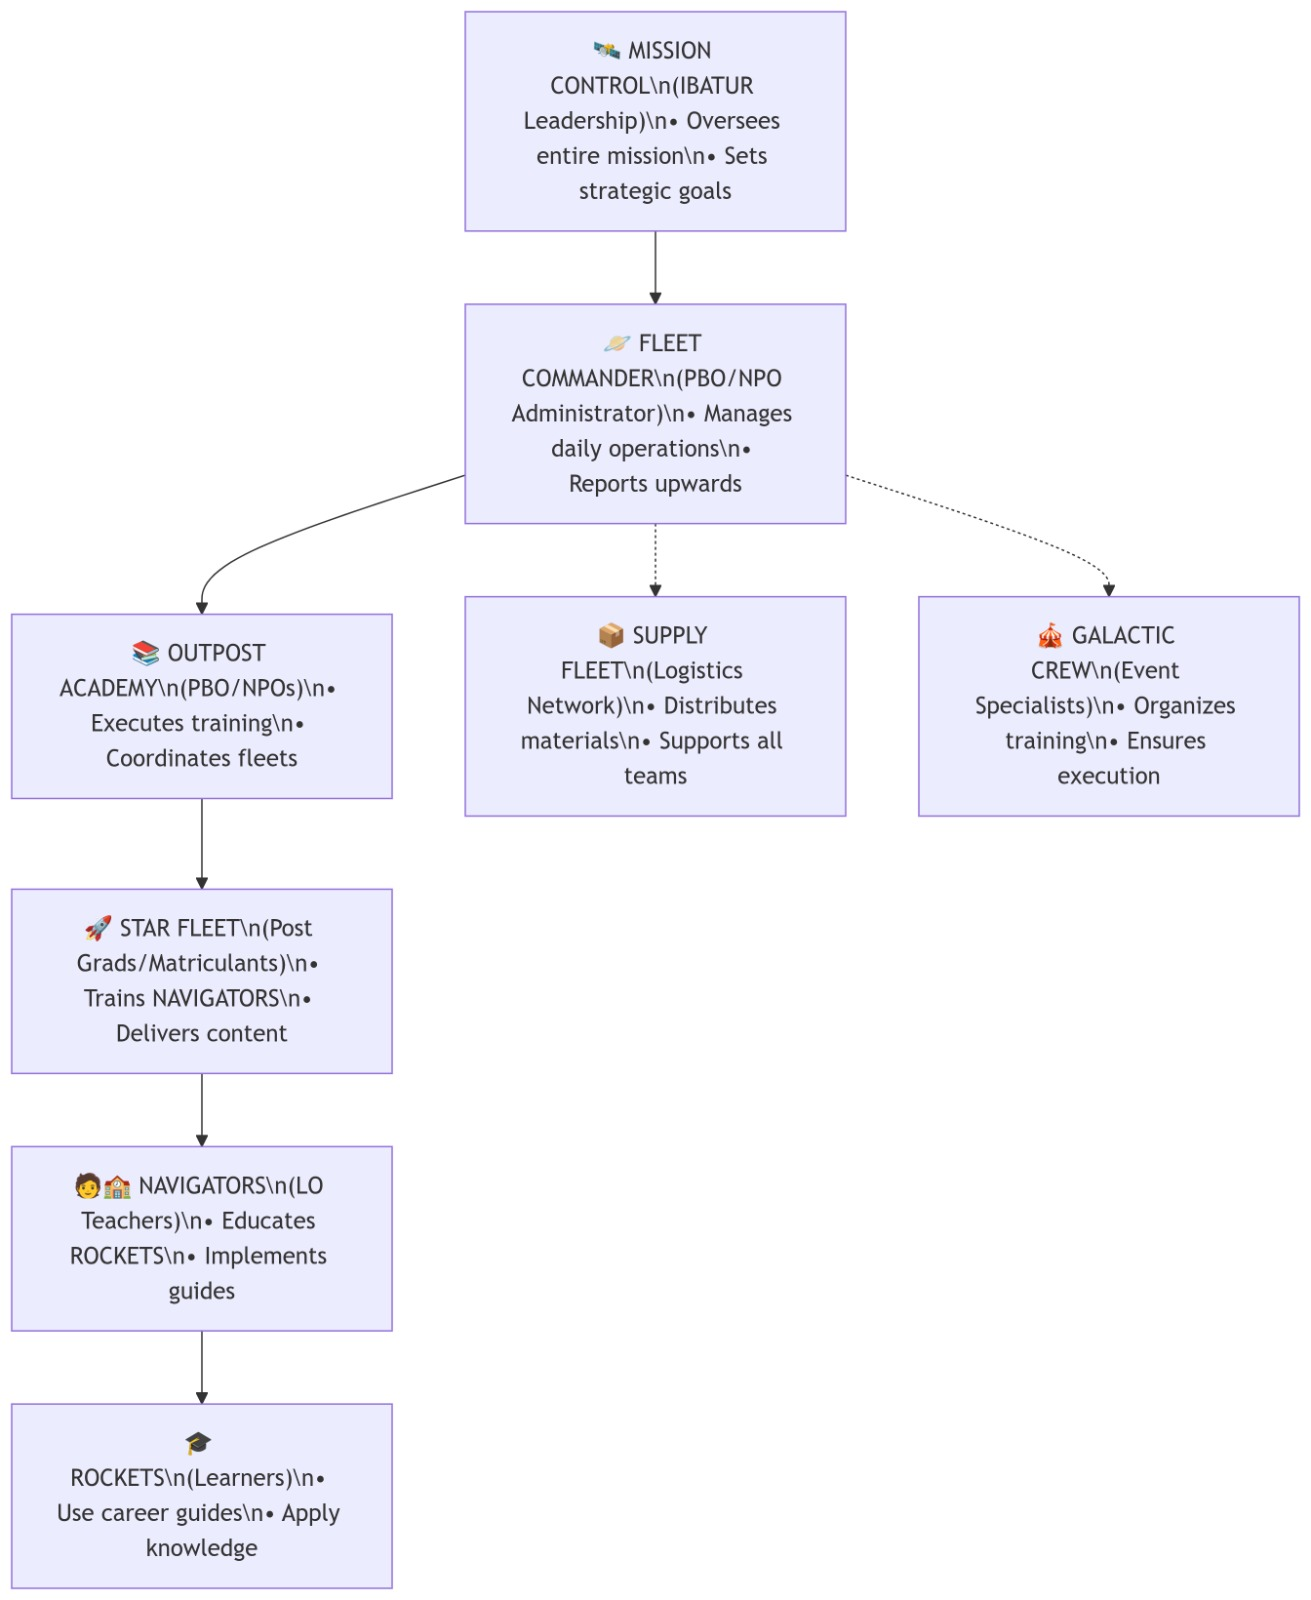 🛰️ MISSION
CONTROL\n(IBATUR
Leadership)\n• Oversees
entire mission\n• Sets
strategic goals
🪐 FLEET
COMMANDER\n(PBO/NPO
Administrator)\n• Manages
daily operations\n•
Reports upwards
📚 OUTPOST
ACADEMY\n(PBO/NPOs)\n•
Executes training\n•
Coordinates fleets
📦 SUPPLY
FLEET\n(Logistics
Network)\n• Distributes
materials\n• Supports all
teams
🎪 GALACTIC
CREW\n(Event
Specialists)\n• Organizes
training\n• Ensures
execution
🚀 STAR FLEET\n(Post
Grads/Matriculants)\n•
Trains NAVIGATORS\n•
Delivers content
🧑🏫 NAVIGATORS\n(LO
Teachers)\n• Educates
ROCKETS\n• Implements
guides
🎓
ROCKETS\n(Learners)\n•
Use career guides\n• Apply
knowledge